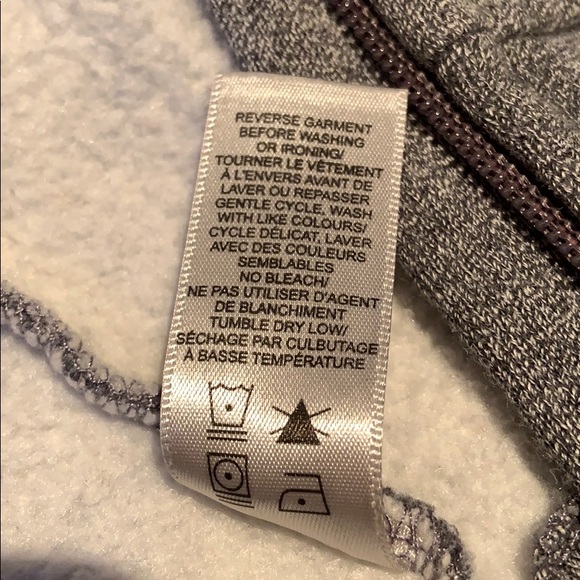 REVERSE GARMENT
BEFORE WASHING
OR IRONING/
TOURNER LE VÊTEMENT
À L'ENVERS AVANT DE
LAVER OU REPASSER
GENTLE CYCLE, WASH
WITH LIKE COLOURS/
CYCLE DÉLICAT, LAVER
AVEC DES COULEURS
SEMBLABLES
NO BLEACH/
NE PAS UTILISER D'AGENT
DE BLANCHIMENT
TUMBLE DRY LOW/
SÉCHAGE PAR CULBUTAGE
À BASSE TEMPÉRATURE